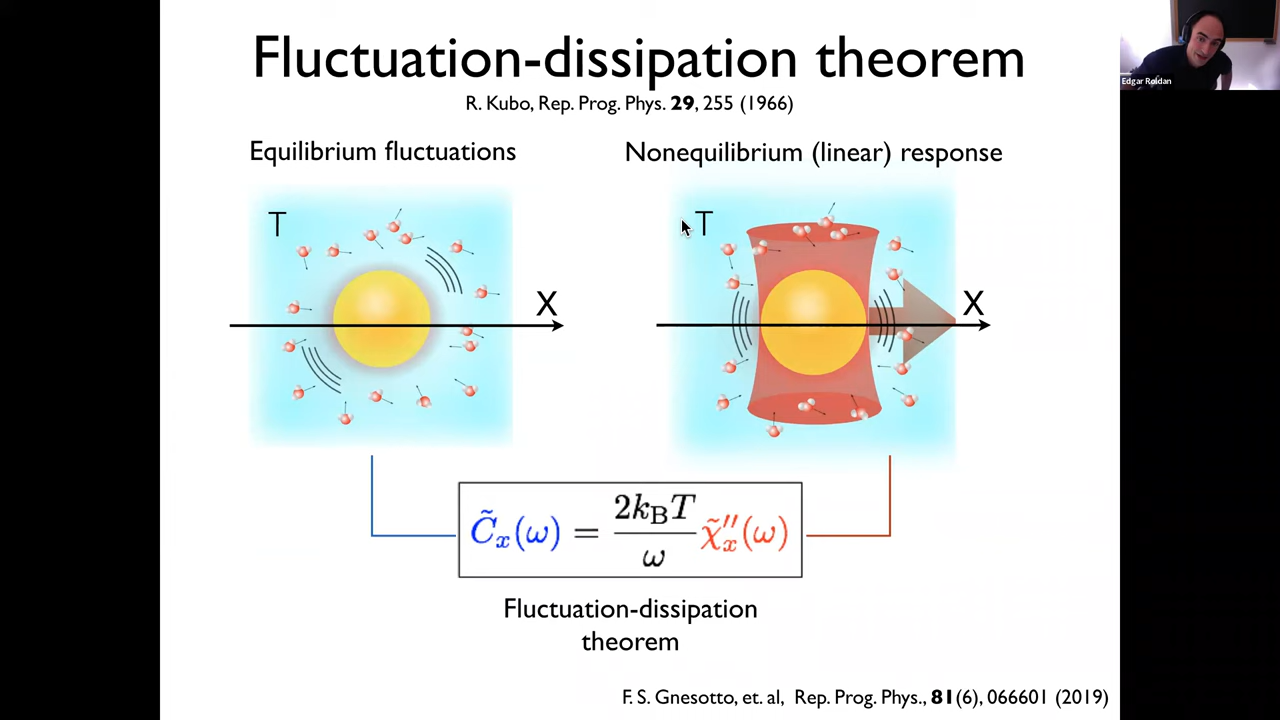 Fluctuation-dissipation theorem
R. Kubo, Rep. Prog. Phys. 29, 255 (1966)
Edgar Roldan
Equilibrium fluctuations
Nonequilibrium (linear) response
T
X
T
X
C̃ₓ(ω) = 2k_B T / ω χ̃″ₓ(ω)
Fluctuation-dissipation
theorem
F. S. Gnesotto, et. al, Rep. Prog. Phys., 81(6), 066601 (2019)